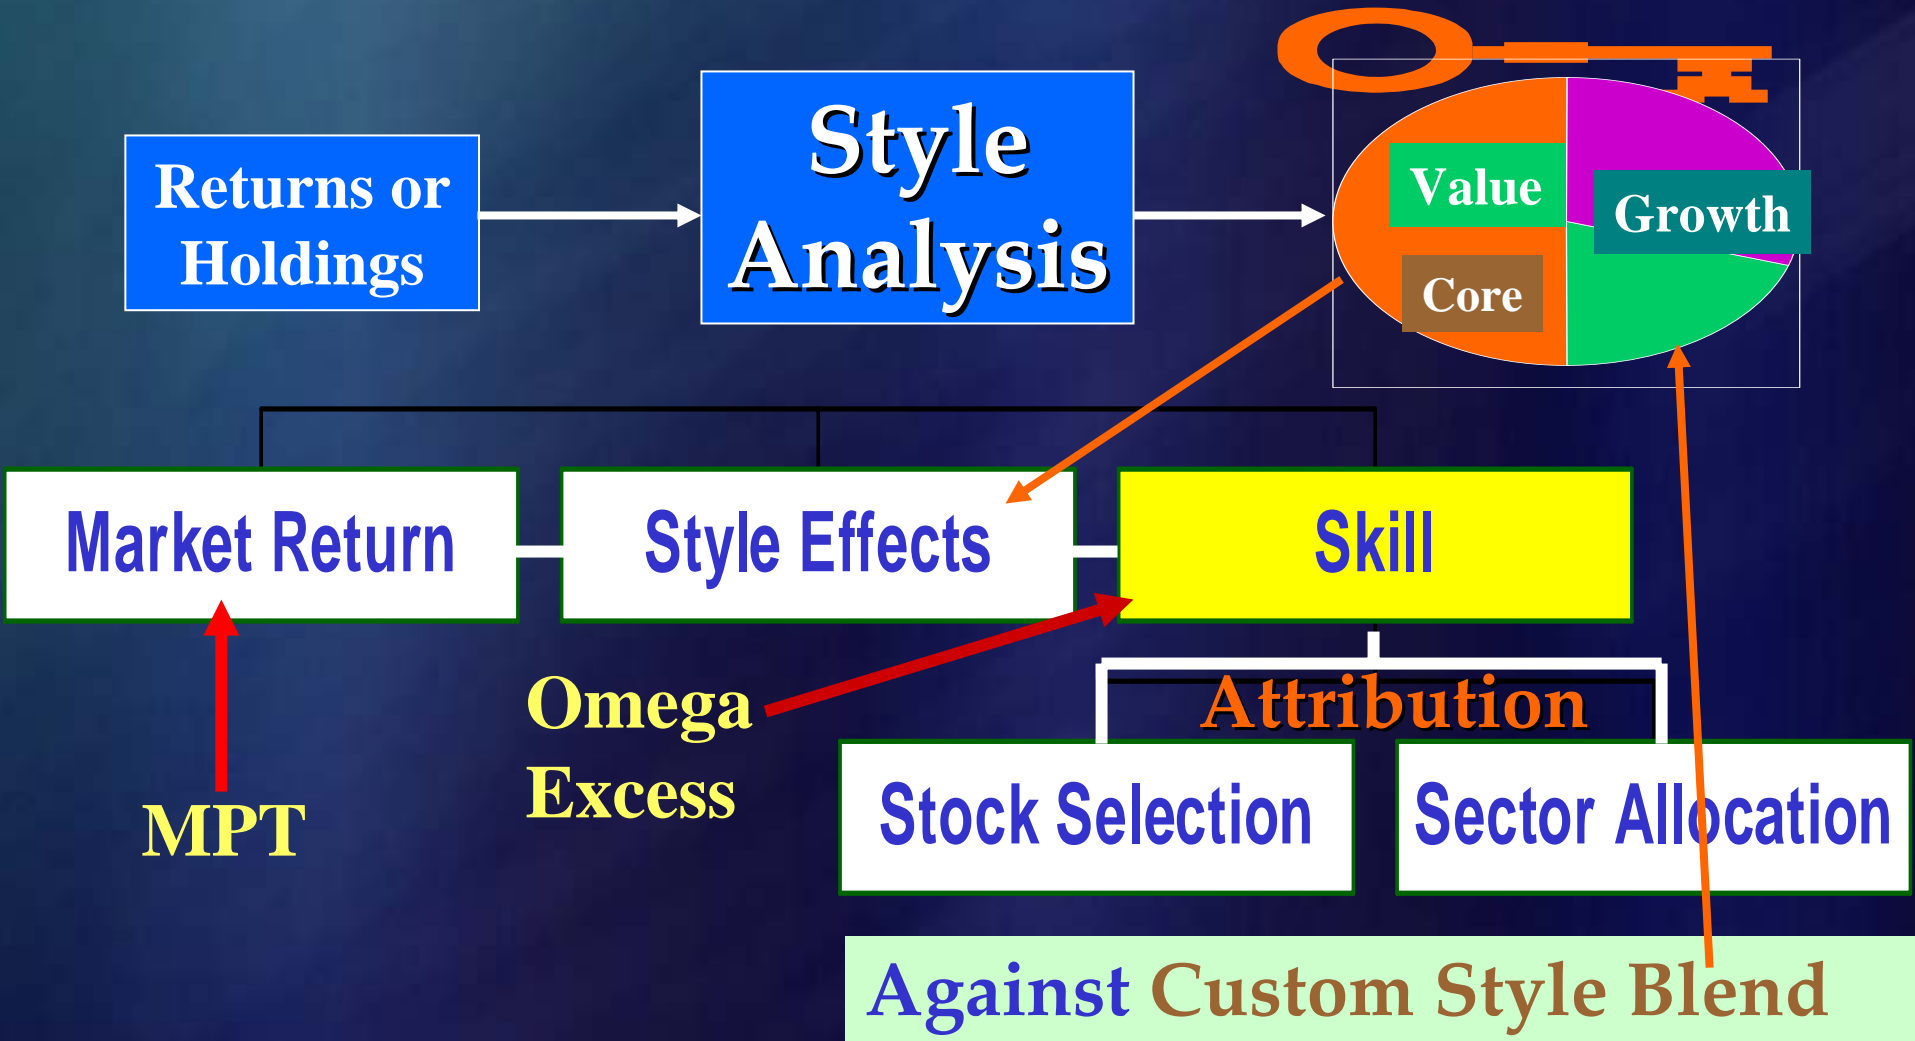 Returns or
Holdings
Style
Analysis
Value
Growth
Core
Market Return
Style Effects
Skill
Omega
Excess
MPT
Attribution
Stock Selection
Sector Allocation
Against Custom Style Blend